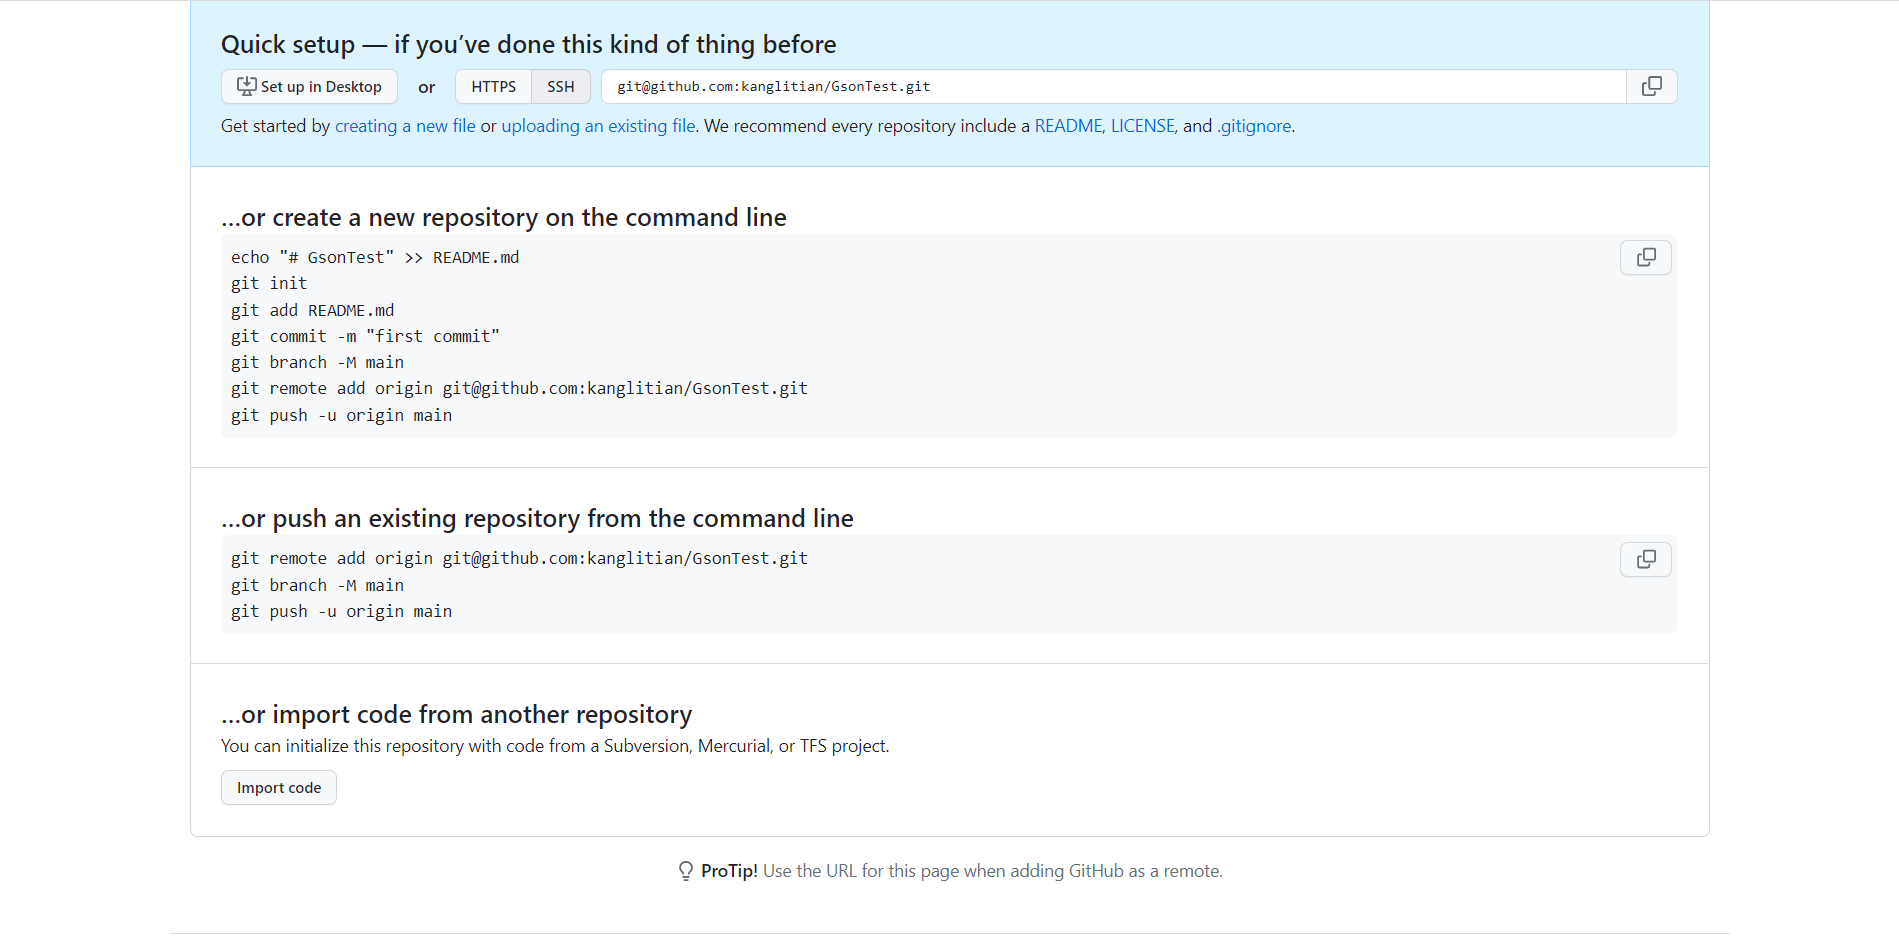 Quick setup — if you’ve done this kind of thing before
Set up in Desktop or HTTPS SSH git@github.com:kanglitian/GsonTest.git
Get started by creating a new file or uploading an existing file. We recommend every repository include a README, LICENSE, and .gitignore.
…or create a new repository on the command line
echo "# GsonTest" >> README.md
git init
git add README.md
git commit -m "first commit"
git branch -M main
git remote add origin git@github.com:kanglitian/GsonTest.git
git push -u origin main
…or push an existing repository from the command line
git remote add origin git@github.com:kanglitian/GsonTest.git
git branch -M main
git push -u origin main
…or import code from another repository
You can initialize this repository with code from a Subversion, Mercurial, or TFS project.
Import code
ProTip! Use the URL for this page when adding GitHub as a remote.